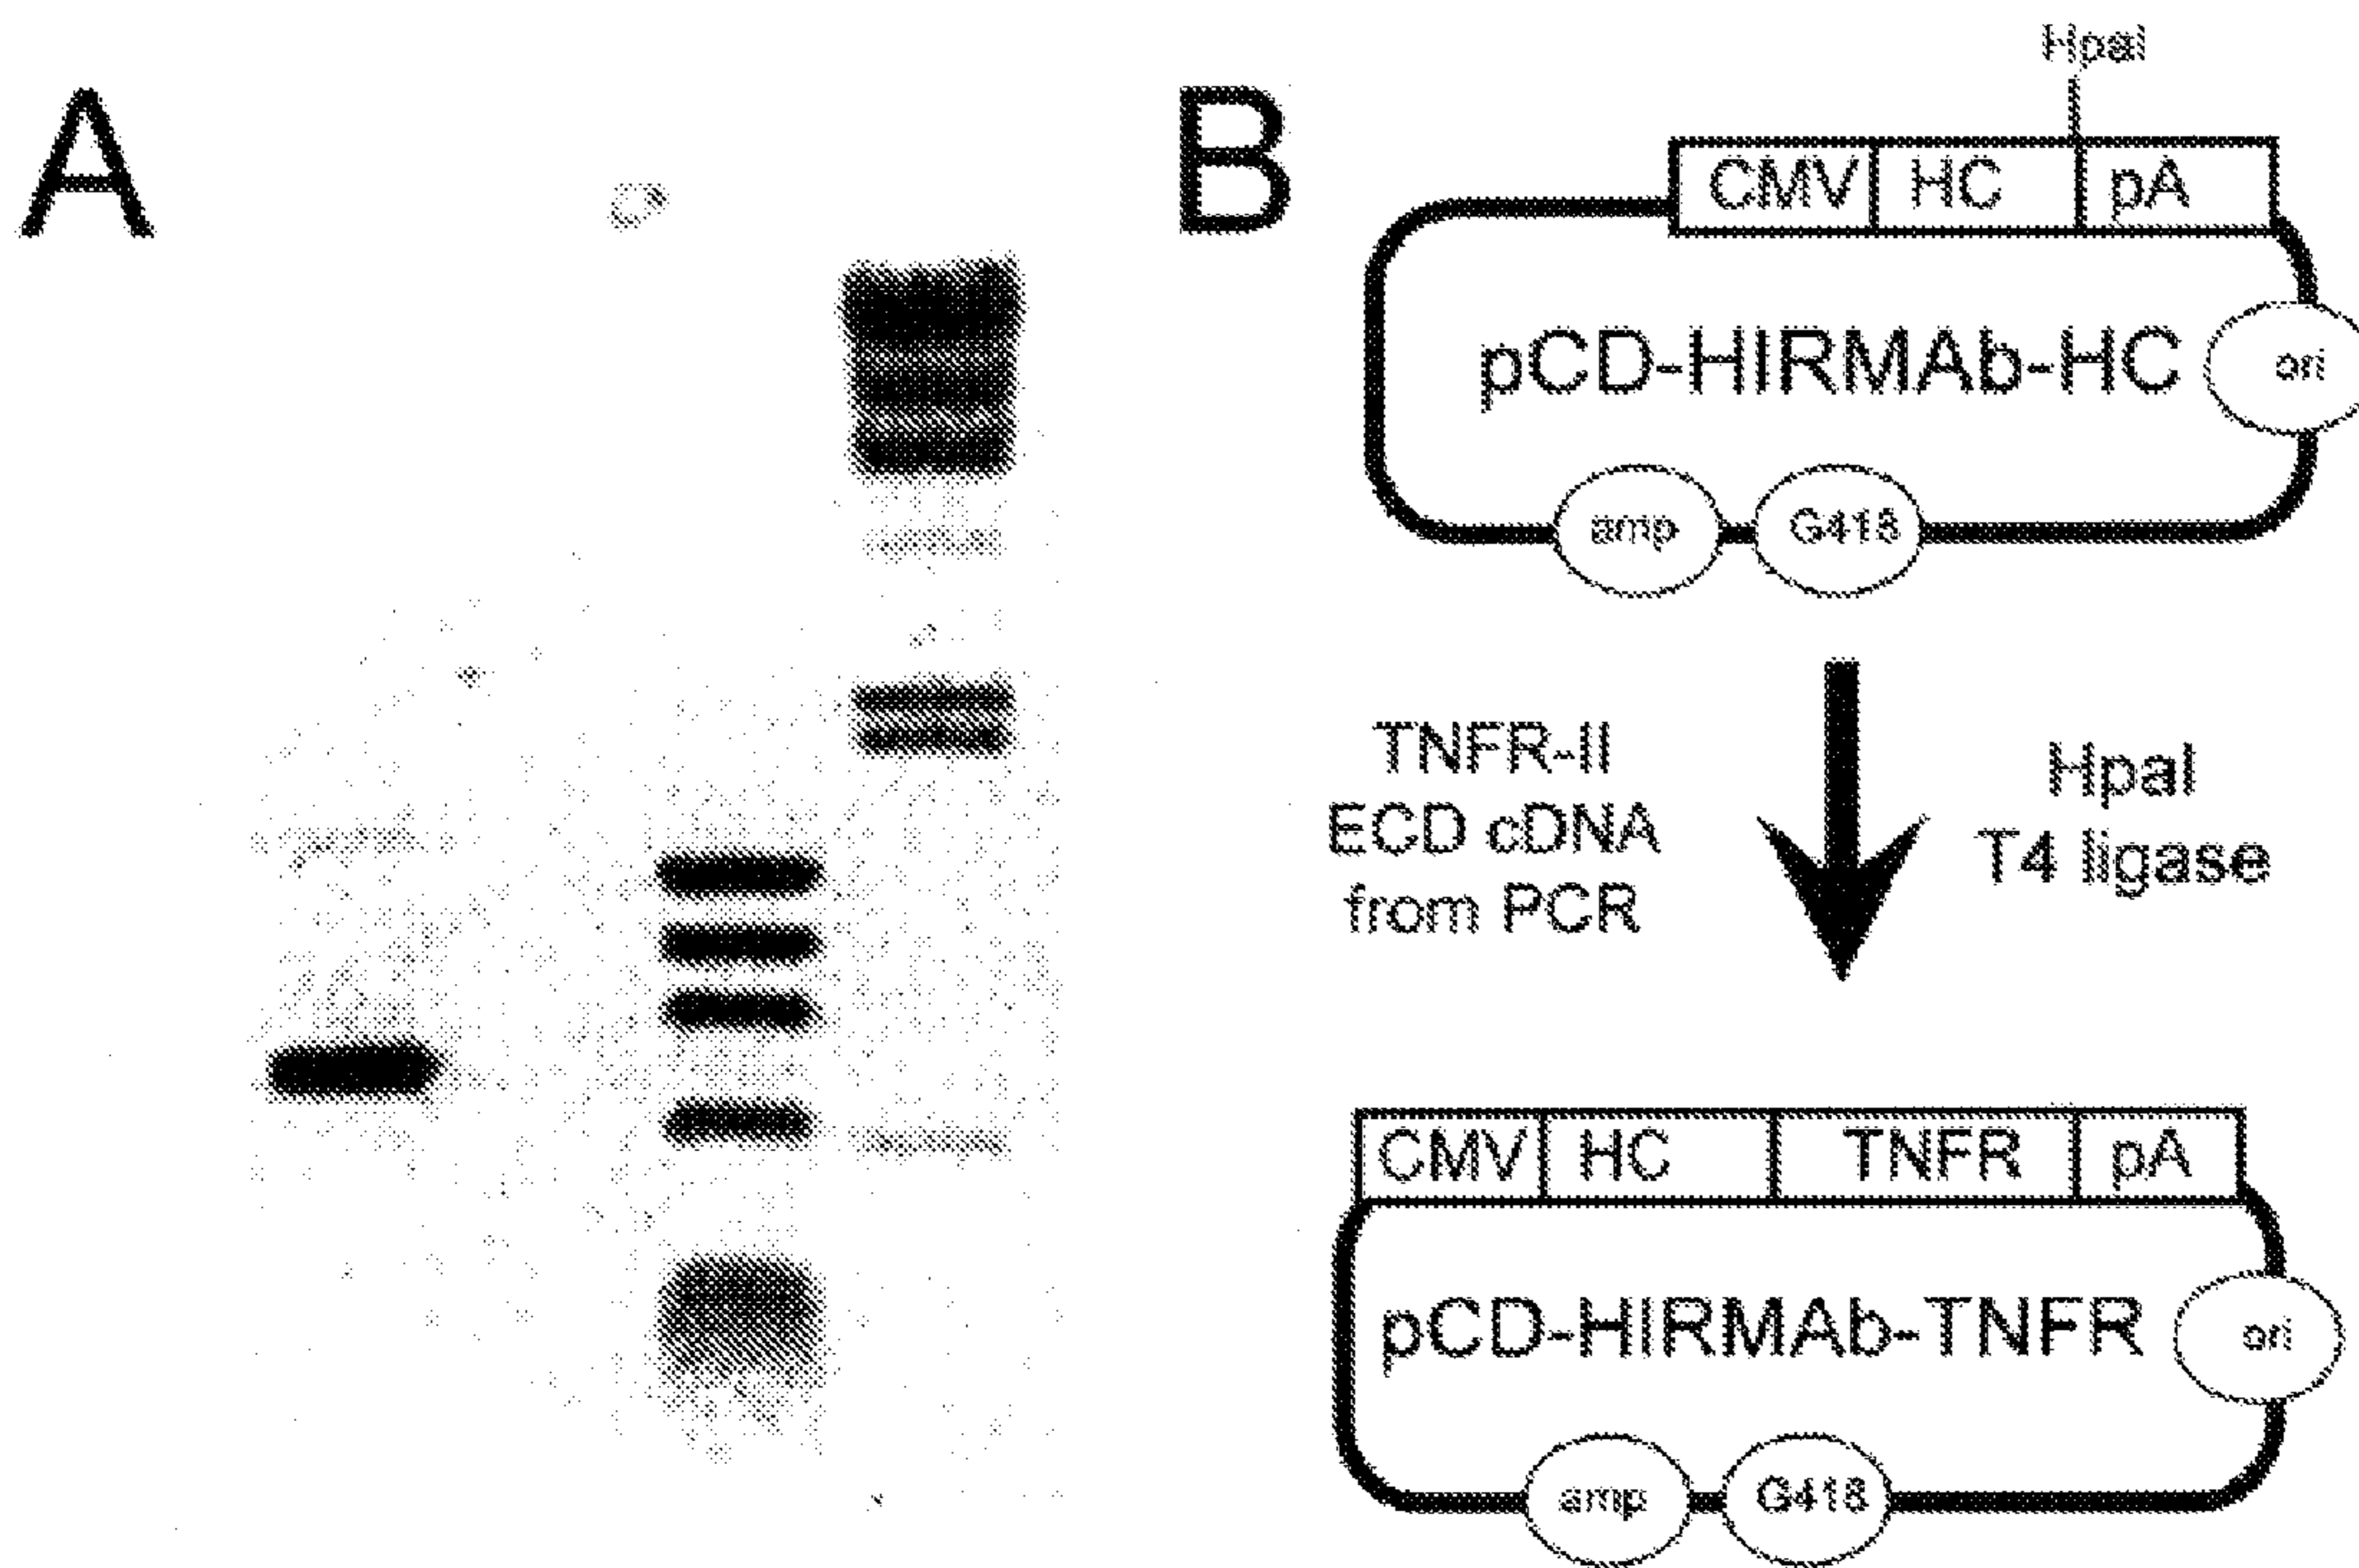 A
B
HpaI
CMV HC pA
pCD-HIRMAb-HC
ori
amp
G418
TNFR-II
ECD cDNA
from PCR
HpaI
T4 ligase
CMV HC TNFR pA
pCD-HIRMAb-TNFR
ori
amp
G418